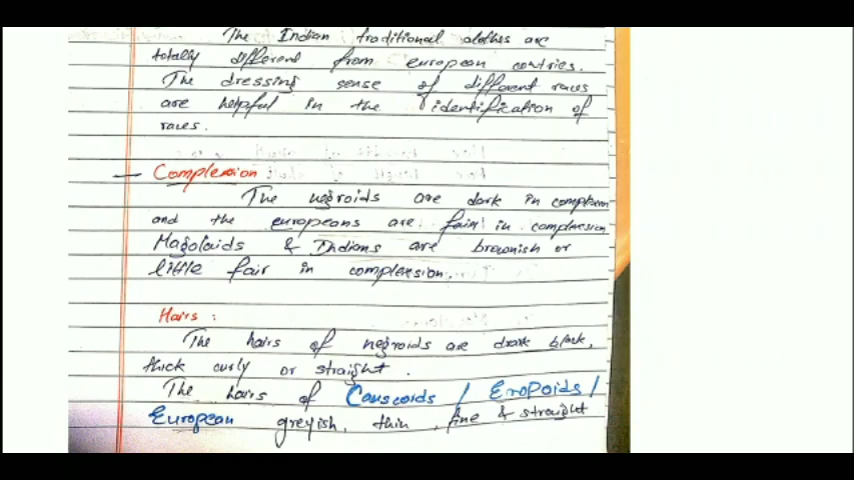 The Indian traditional clothes are
totally different from european contries.
The dressing sense of different races
are helpful in the identification of
races.
Complexion
The negroids are dark in complexion
and the europeans are fair in complexion
Magoloids & Indians are brownish or
little fair in complexsion.
Hairs :
The hairs of negroids are drark black,
thick curly or straight .
The hairs of Causcoids / Eropoids /
European greyish, thin , fine & straight